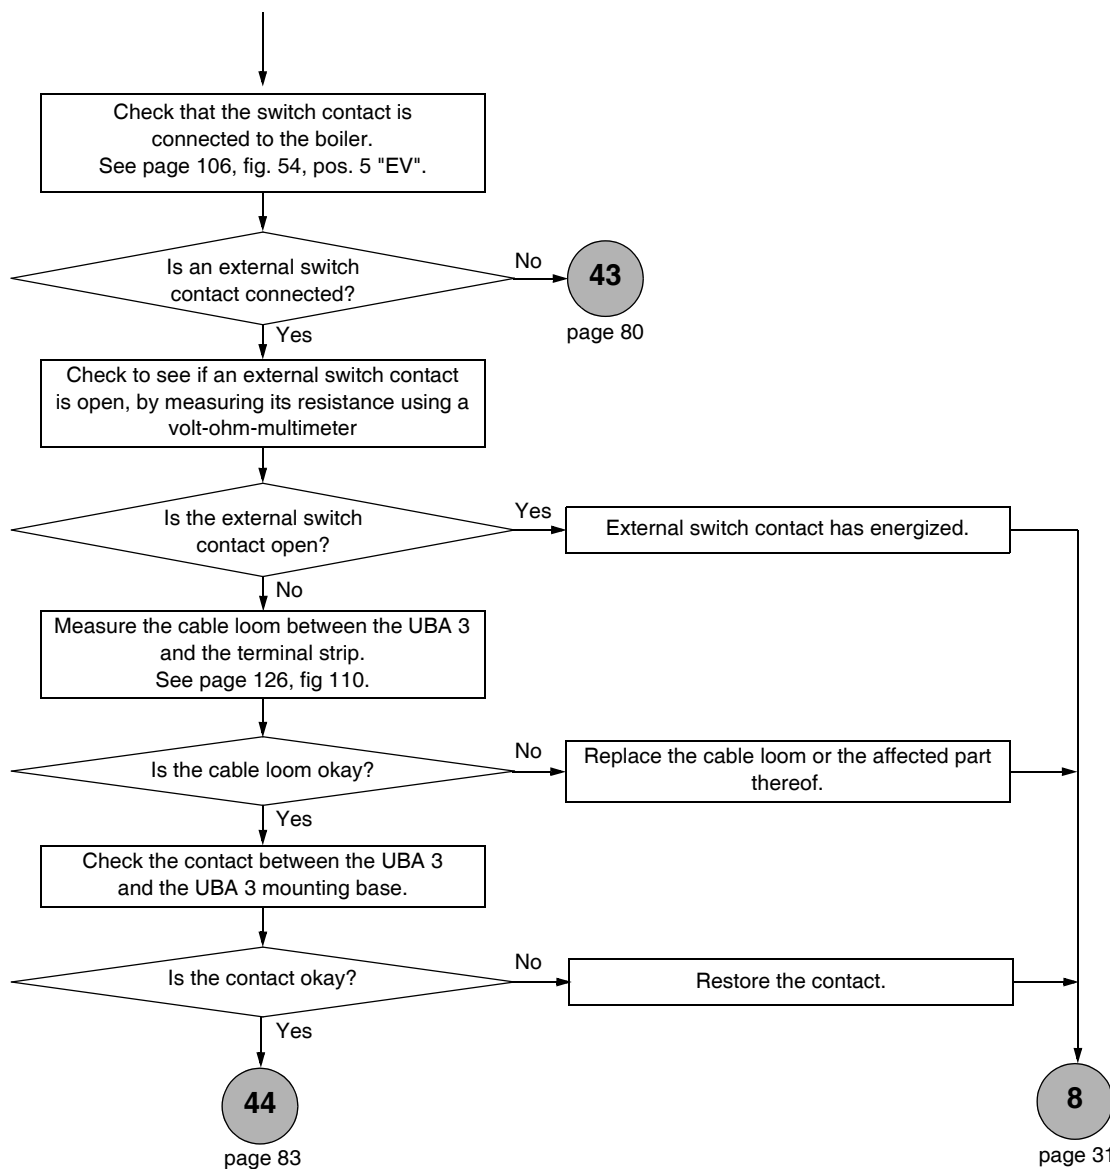 Check that the switch contact is
connected to the boiler.
See page 106, fig. 54, pos. 5 "EV".
Is an external switch
contact connected?
No
43
page 80
Yes
Check to see if an external switch contact
is open, by measuring its resistance using a
volt-ohm-multimeter
Is the external switch
contact open?
Yes
External switch contact has energized.
No
Measure the cable loom between the UBA 3
and the terminal strip.
See page 126, fig 110.
Is the cable loom okay?
No
Replace the cable loom or the affected part
thereof.
Yes
Check the contact between the UBA 3
and the UBA 3 mounting base.
Is the contact okay?
No
Restore the contact.
Yes
44
page 83
8
page 31